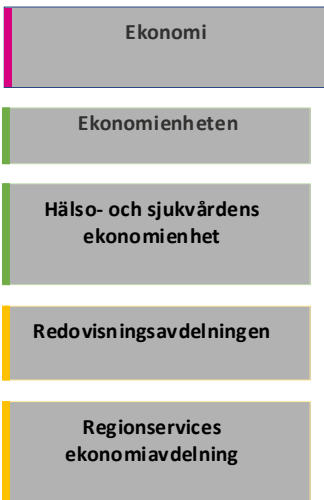 Ekonomi
Ekonomienheten
Hälso- och sjukvårdens
ekonomienhet
Redovisningsavdelningen
Regionservices
ekonomiavdelning